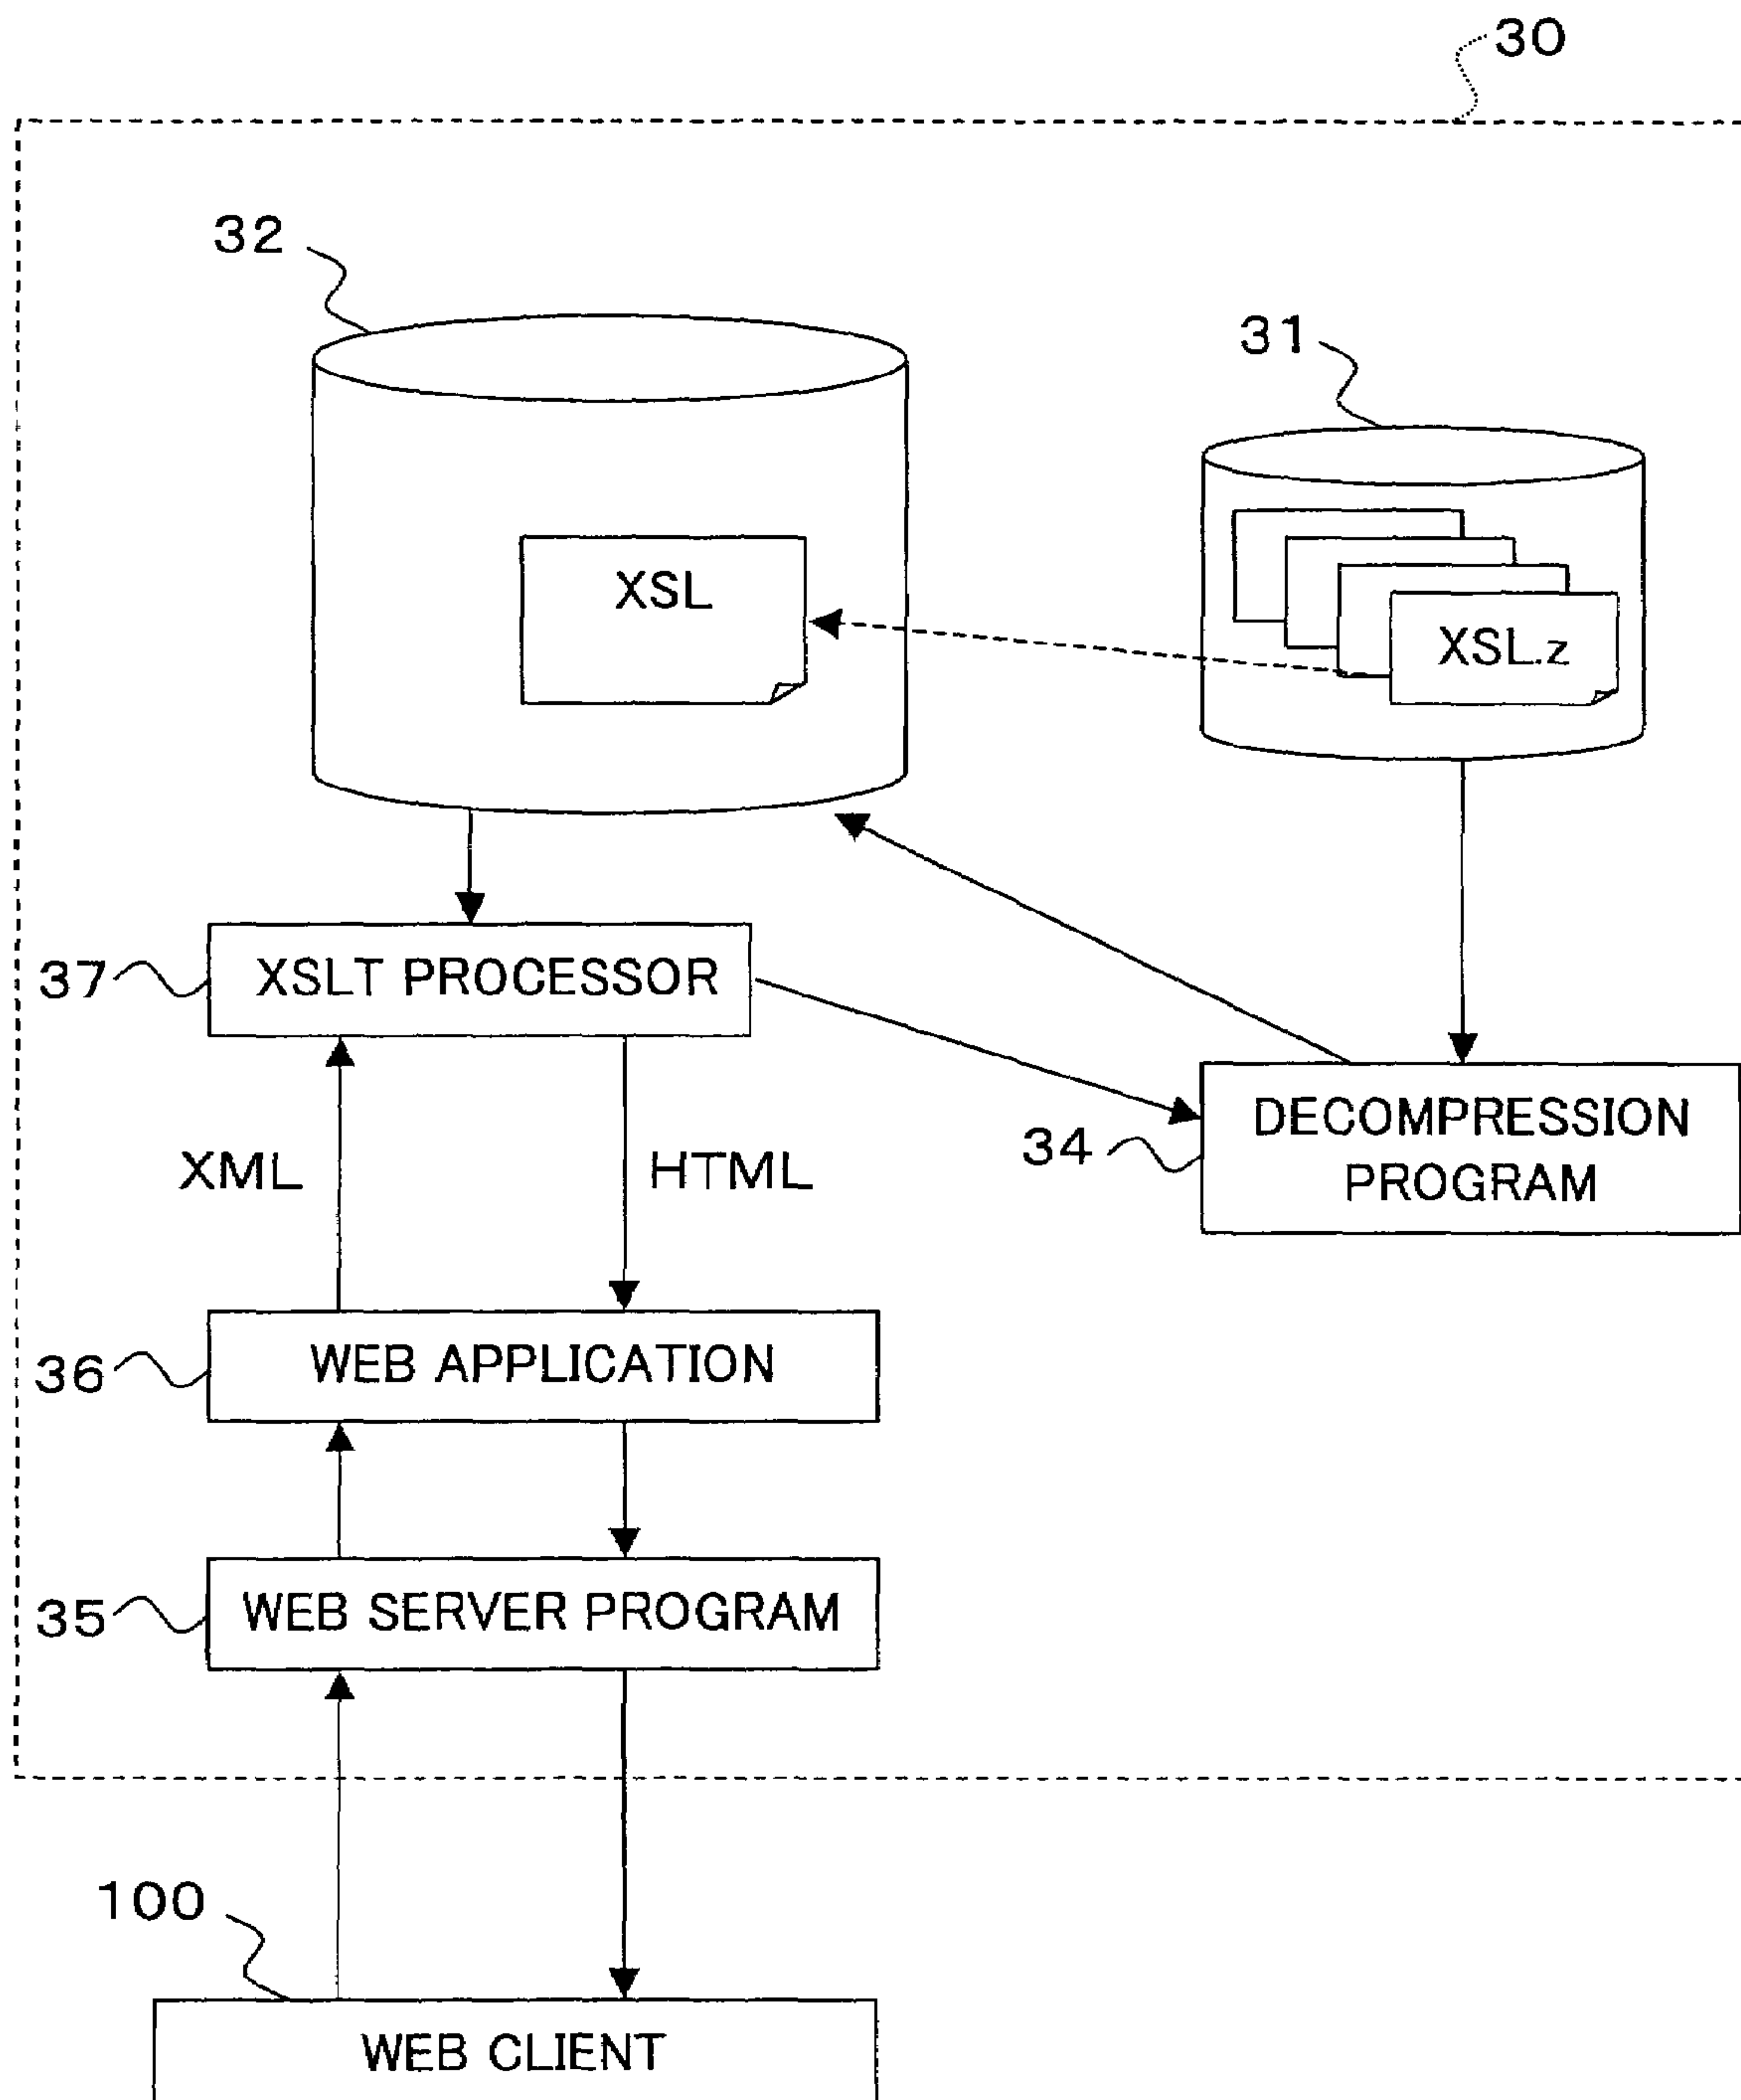 30
32
31
XSL
XSL.z
37
XSLT PROCESSOR
34
DECOMPRESSION
PROGRAM
XML
HTML
36
WEB APPLICATION
35
WEB SERVER PROGRAM
100
WEB CLIENT